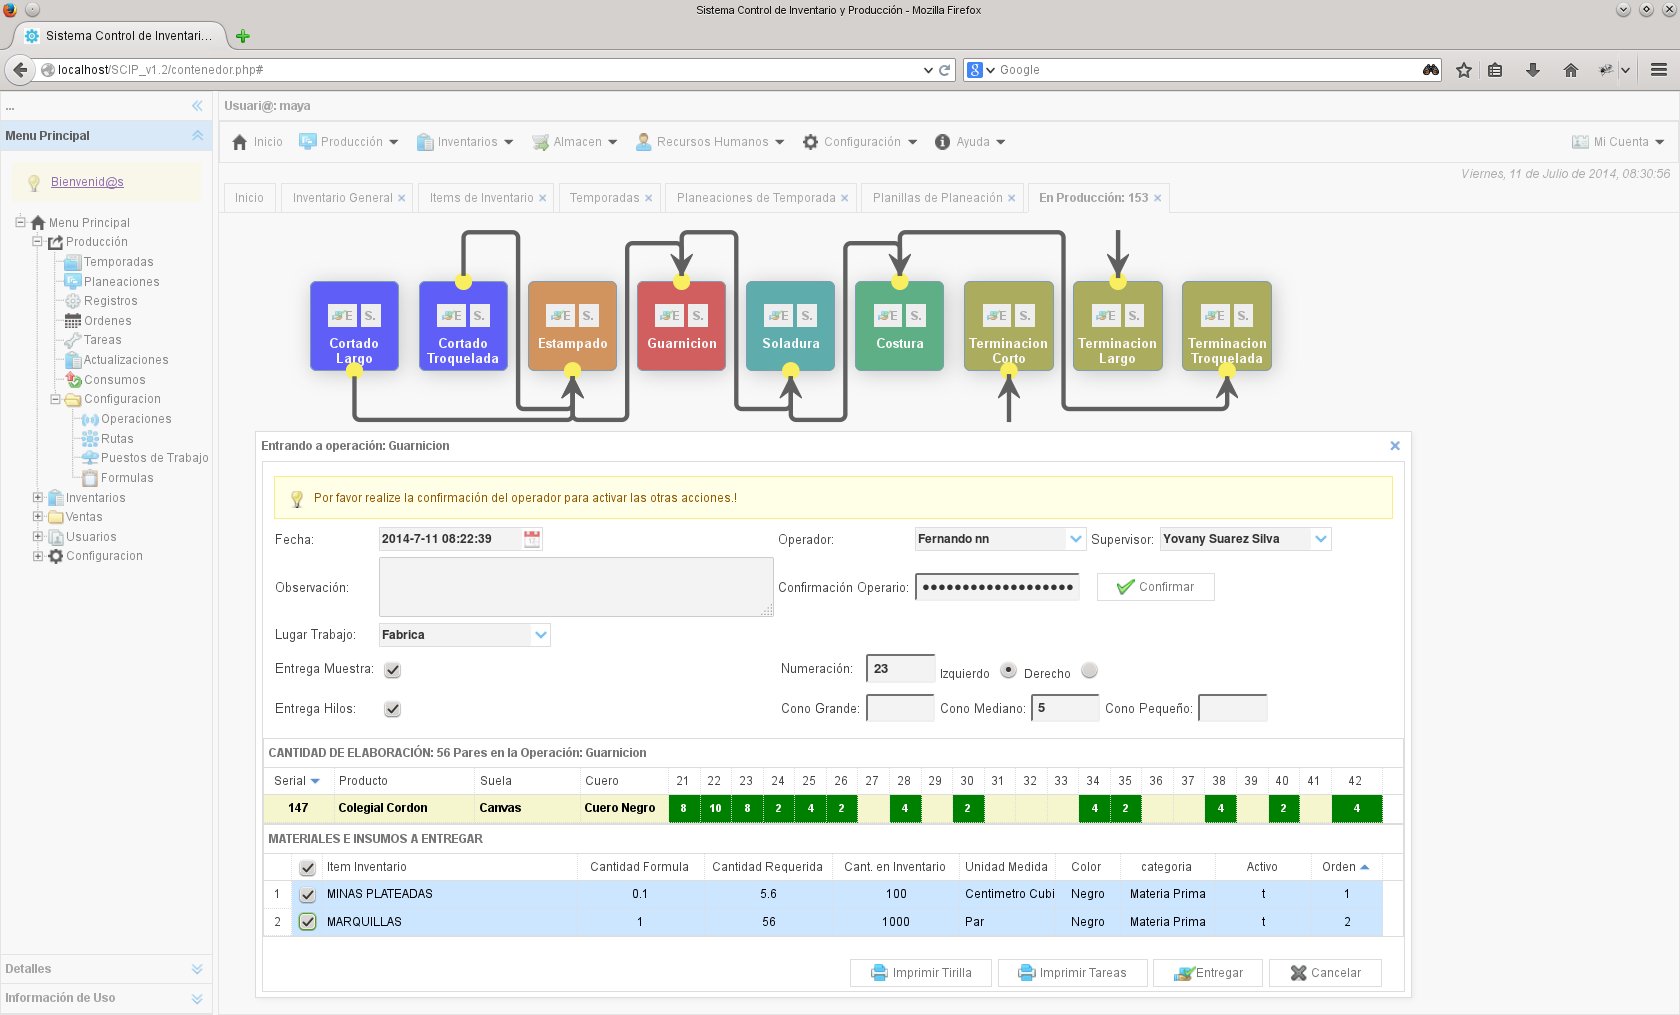 Sistema Control de Inventario y Producción - Mozilla Firefox
Sistema Control de Inventari...
localhost/SCIP_v1.2/contenedor.php#
Google
...
Usuari@: maya
Menu Principal
Inicio Producción Inventarios Almacen Recursos Humanos Configuración Ayuda Mi Cuenta
Viernes, 11 de Julio de 2014, 08:30:56
Bienvenid@s
Inicio Inventario General Items de Inventario Temporadas Planeaciones de Temporada Planillas de Planeación En Producción: 153
Menu Principal
Producción
Temporadas
Planeaciones
Registros
Ordenes
Tareas
Actualizaciones
Consumos
Configuracion
Operaciones
Rutas
Puestos de Trabajo
Formulas
Inventarios
Ventas
Usuarios
Configuracion
Detalles
Información de Uso
E S. E S. E S. E S. E S. E S. E S. E S. E S.
Cortado Largo
Cortado Troquelada
Estampado
Guarnicion
Soladura
Costura
Terminacion Corto
Terminacion Largo
Terminacion Troquelada
Entrando a operación: Guarnicion
Por favor realize la confirmación del operador para activar las otras acciones.!
Fecha: 2014-7-11 08:22:39 Operador: Fernando nn Supervisor: Yovany Suarez Silva
Observación: Confirmación Operario: Confirmar
Lugar Trabajo: Fabrica
Entrega Muestra: Numeración: 23 Izquierdo Derecho
Entrega Hilos: Cono Grande: Cono Mediano: 5 Cono Pequeño:
CANTIDAD DE ELABORACIÓN: 56 Pares en la Operación: Guarnicion
Serial Producto Suela Cuero 21 22 23 24 25 26 27 28 29 30 31 32 33 34 35 36 37 38 39 40 41 42
147 Colegial Cordon Canvas Cuero Negro 8 10 8 2 4 2 4 2 4 2 4 2 4
MATERIALES E INSUMOS A ENTREGAR
Item Inventario Cantidad Formula Cantidad Requerida Cant. en Inventario Unidad Medida Color categoria Activo Orden
1 MINAS PLATEADAS 0.1 5.6 100 Centimetro Cubi Negro Materia Prima t 1
2 MARQUILLAS 1 56 1000 Par Negro Materia Prima t 2
Imprimir Tirilla Imprimir Tareas Entregar Cancelar